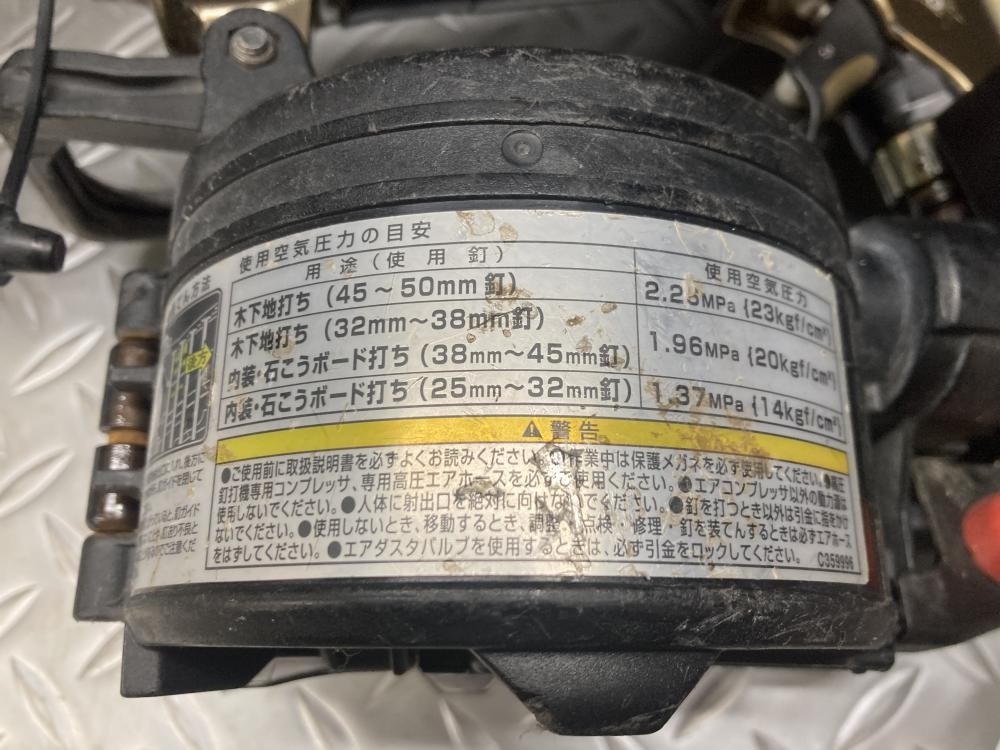 使用空気圧力の目安
用途（使用釘）
使用空気圧力
木下地打ち（45～50mm釘）
2.26MPa {23kgf/cm²}
木下地打ち（32mm～38mm釘）
内装・石こうボード打ち（38mm～45mm釘）
1.96MPa {20kgf/cm²}
内装・石こうボード打ち（25mm～32mm釘）
1.37MPa {14kgf/cm²}
警告
●ご使用前に取扱説明書を必ずよくお読みください。●作業中は保護メガネを必ず使用してください。●高圧
釘打機専用コンプレッサ、専用高圧エアホースを必ずご使用ください。●エアコンプレッサ以外の動力源は
使用しないでください。●人体に射出口を絶対に向けないでください。●釘を打つとき以外は引金に指をかけ
ないでください。●使用しないとき、移動するとき、調整・点検・修理、釘を装てんするときは必ずエアホース
をはずしてください。●エアダスタバルブを使用するときは、必ず引金をロックしてください。
C359996
てん方法
後方